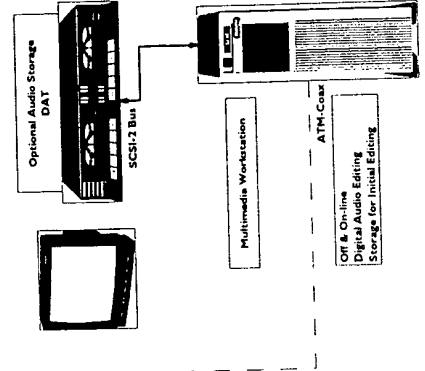 Optional Audio Storage
DAT
SCSI-2 Bus
Multimedia Workstation
ATM-Coax
Off & On-line
Digital Audio Editing
Storage for Initial Editing